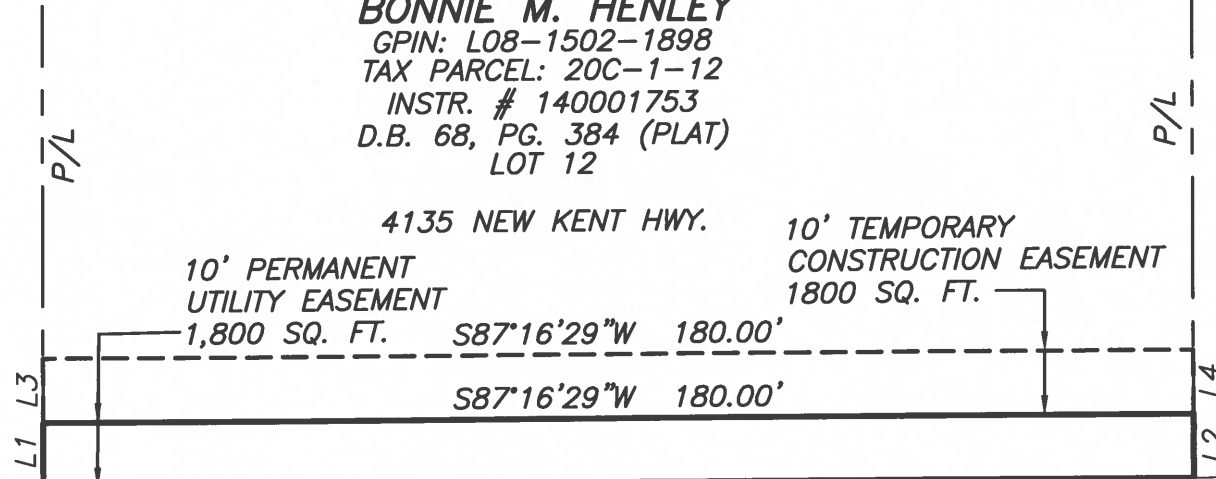 BONNIE M. HENLEY
GPIN: L08-1502-1898
TAX PARCEL: 20C-1-12
INSTR. # 140001753
D.B. 68, PG. 384 (PLAT)
LOT 12
P/L
P/L
4135 NEW KENT HWY.
10' PERMANENT
UTILITY EASEMENT
1,800 SQ. FT.
10' TEMPORARY
CONSTRUCTION EASEMENT
1800 SQ. FT.
S87°16'29"W 180.00'
S87°16'29"W 180.00'
L3
L4
L1
L2